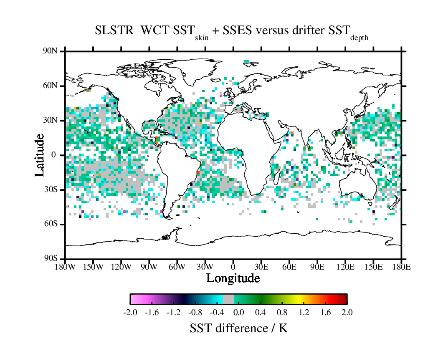 SLSTR WCT SST skin + SSES versus drifter SST depth
90N
60N
30N
0
30S
60S
90S
Latitude
180W 150W 120W 90W 60W 30W 0 30E 60E 90E 120E 150E 180E
Longitude
-2.0 -1.6 -1.2 -0.8 -0.4 0.0 0.4 0.8 1.2 1.6 2.0
SST difference / K